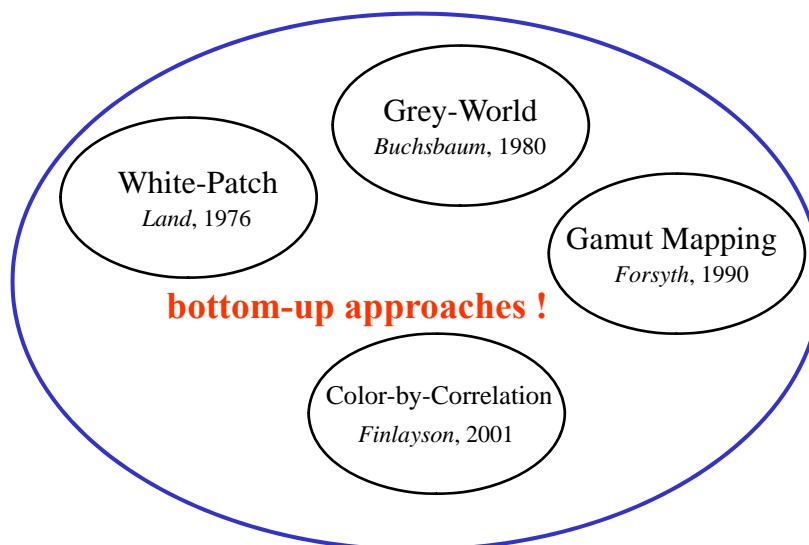 Grey-World
Buchsbaum, 1980
White-Patch
Land, 1976
Gamut Mapping
Forsyth, 1990
bottom-up approaches !
Color-by-Correlation
Finlayson, 2001